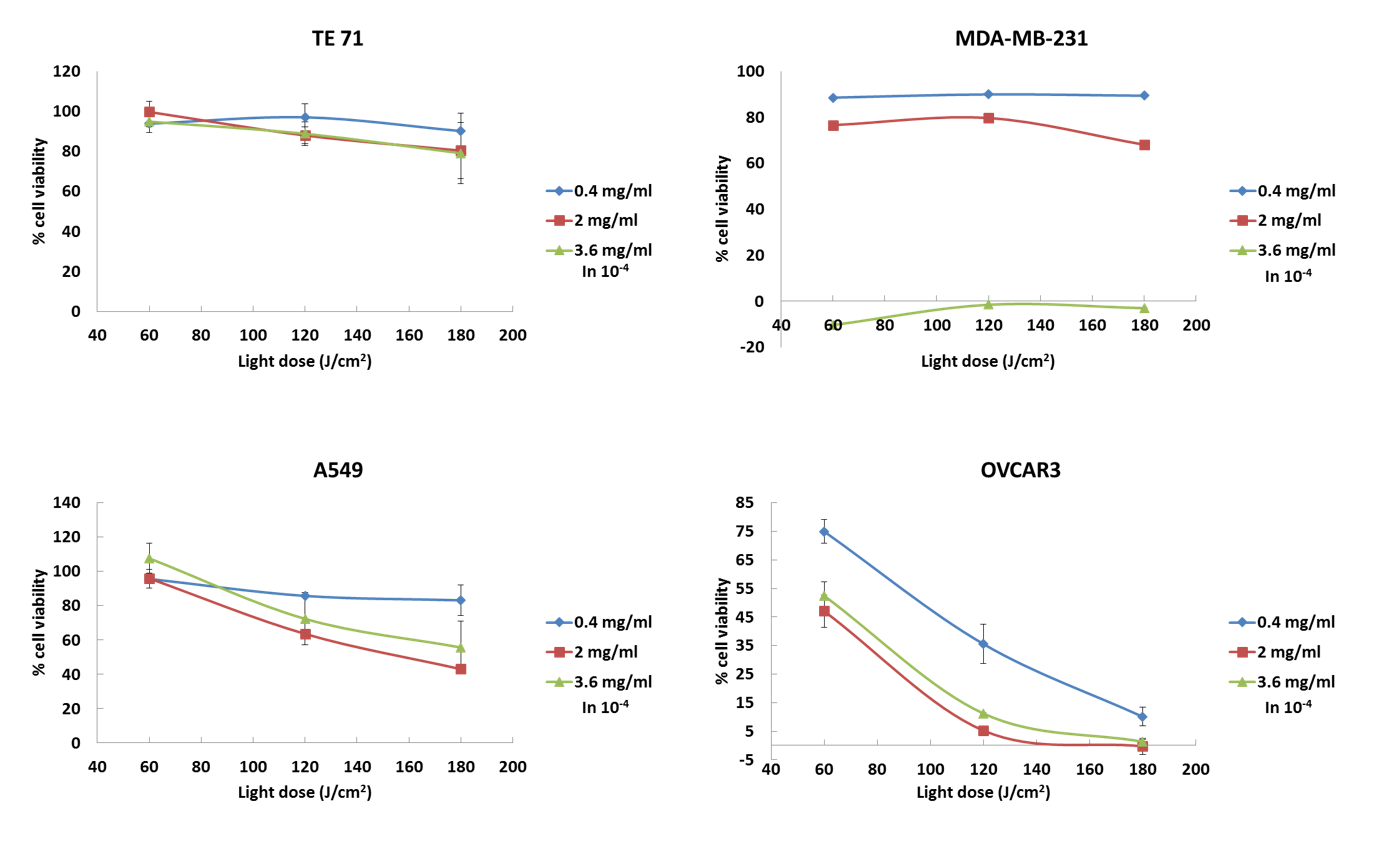 TE 71
120
100
80
60
40
20
0
% cell viability
40 60 80 100 120 140 160 180 200
Light dose (J/cm²)
0.4 mg/ml
2 mg/ml
3.6 mg/ml
In 10⁻⁴
MDA-MB-231
100
80
60
40
20
0
-20
% cell viability
40 60 80 100 120 140 160 180 200
Light dose (J/cm²)
0.4 mg/ml
2 mg/ml
3.6 mg/ml
In 10⁻⁴
A549
140
120
100
80
60
40
20
0
% cell viability
40 60 80 100 120 140 160 180 200
Light dose (J/cm²)
0.4 mg/ml
2 mg/ml
3.6 mg/ml
In 10⁻⁴
OVCAR3
85
75
65
55
45
35
25
15
5
-5
% cell viability
40 60 80 100 120 140 160 180 200
Light dose (J/cm²)
0.4 mg/ml
2 mg/ml
3.6 mg/ml
In 10⁻⁴